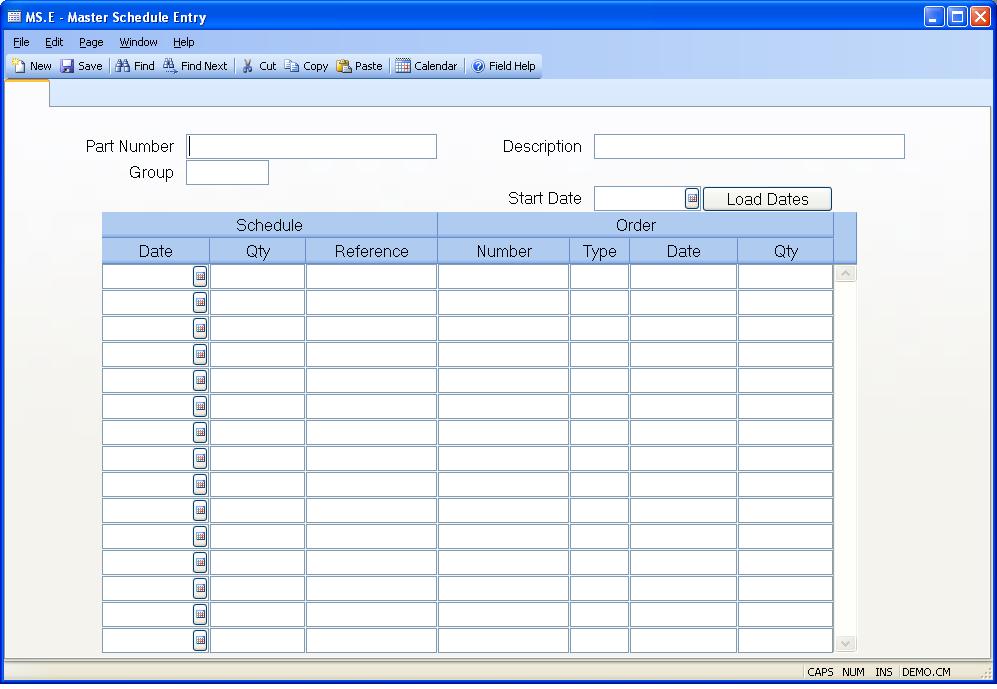 MS.E - Master Schedule Entry
File Edit Page Window Help
New Save Find Find Next Cut Copy Paste Calendar Field Help
Part Number Description
Group
Start Date Load Dates
Schedule Order
Date Qty Reference Number Type Date Qty
CAPS NUM INS DEMO.CM